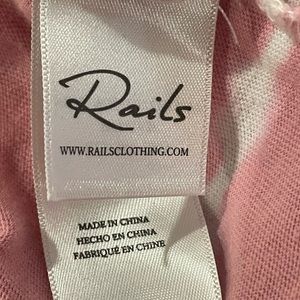 Rails
WWW.RAILSCLOTHING.COM
MADE IN CHINA
HECHO EN CHINA
FABRIQUÉ EN CHINE